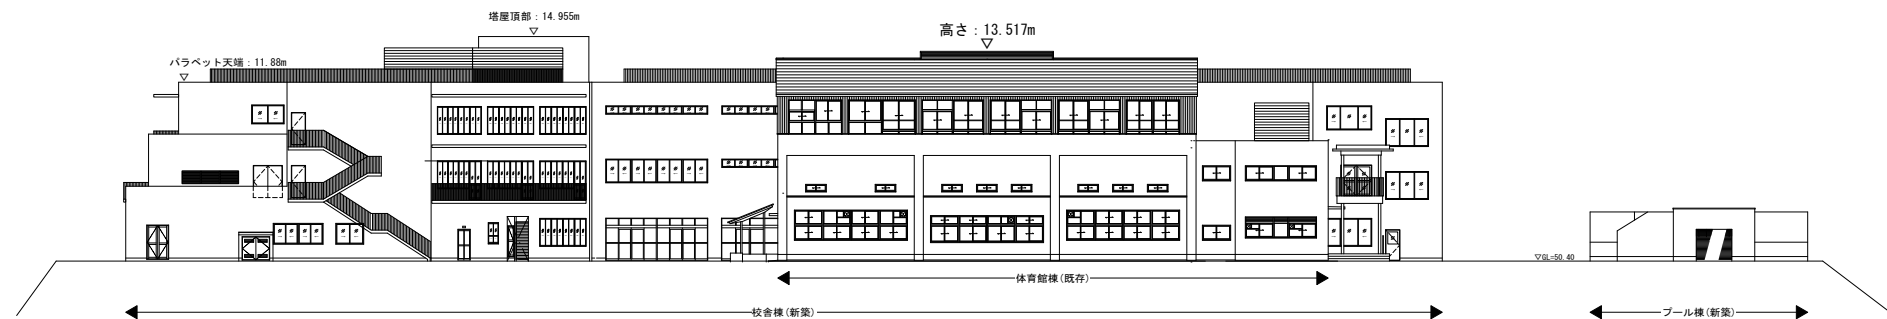 塔屋頂部：14.955m
高さ：13.517m
パラペット天端：11.88m
▽GL=50.40
体育館棟(既存)
校舎棟(新築)
プール棟(新築)